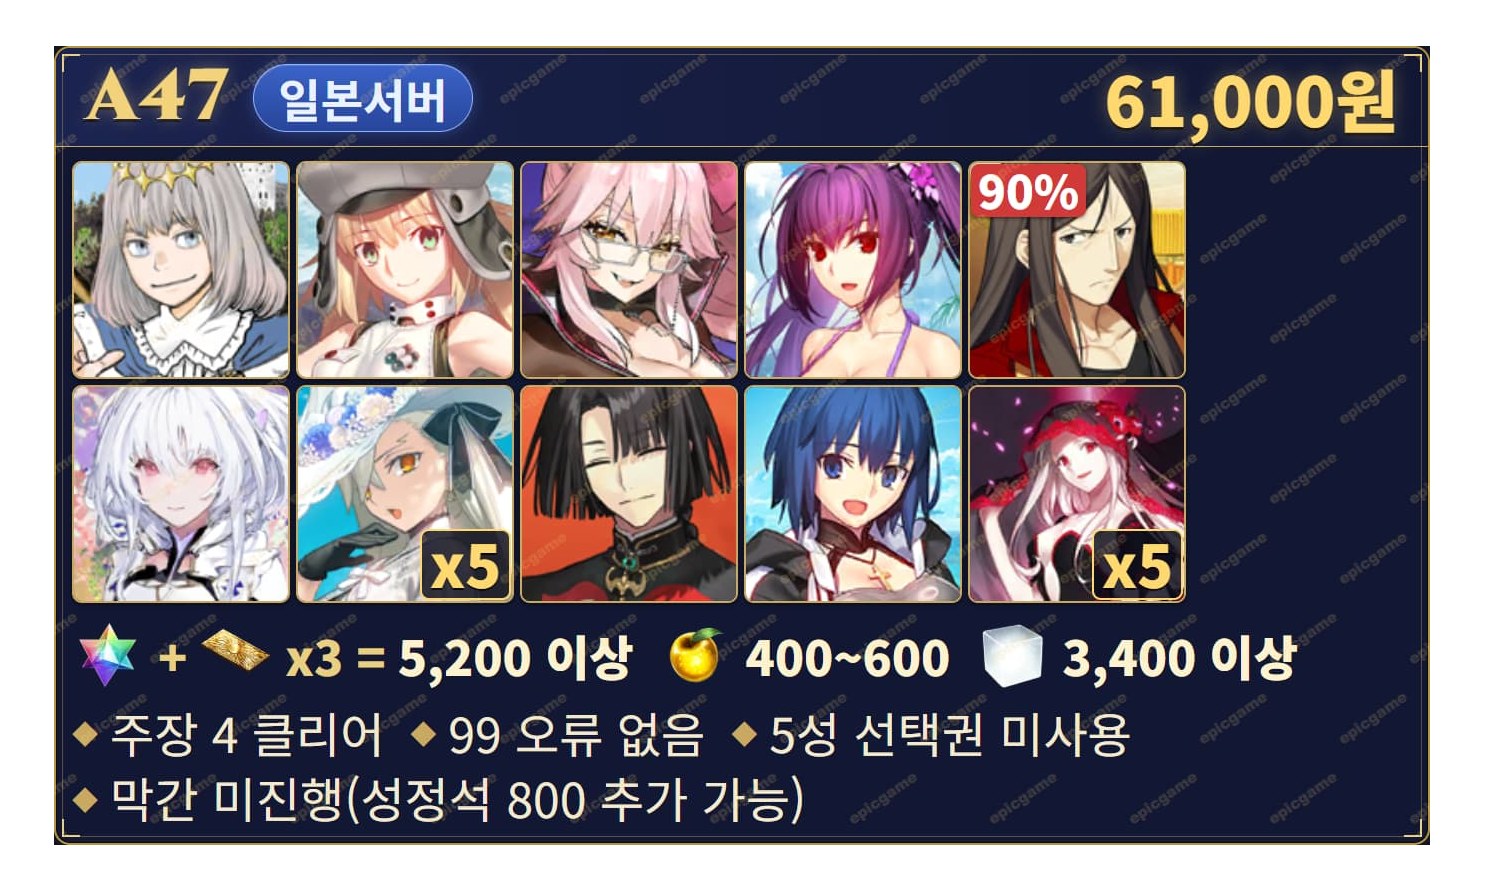 A47 일본서버 61,000원
90%
x5 x5
+ x3 = 5,200 이상 400~600 3,400 이상
◆ 주장 4 클리어 ◆ 99 오류 없음 ◆ 5성 선택권 미사용
◆ 막간 미진행(성정석 800 추가 가능)
epicgame